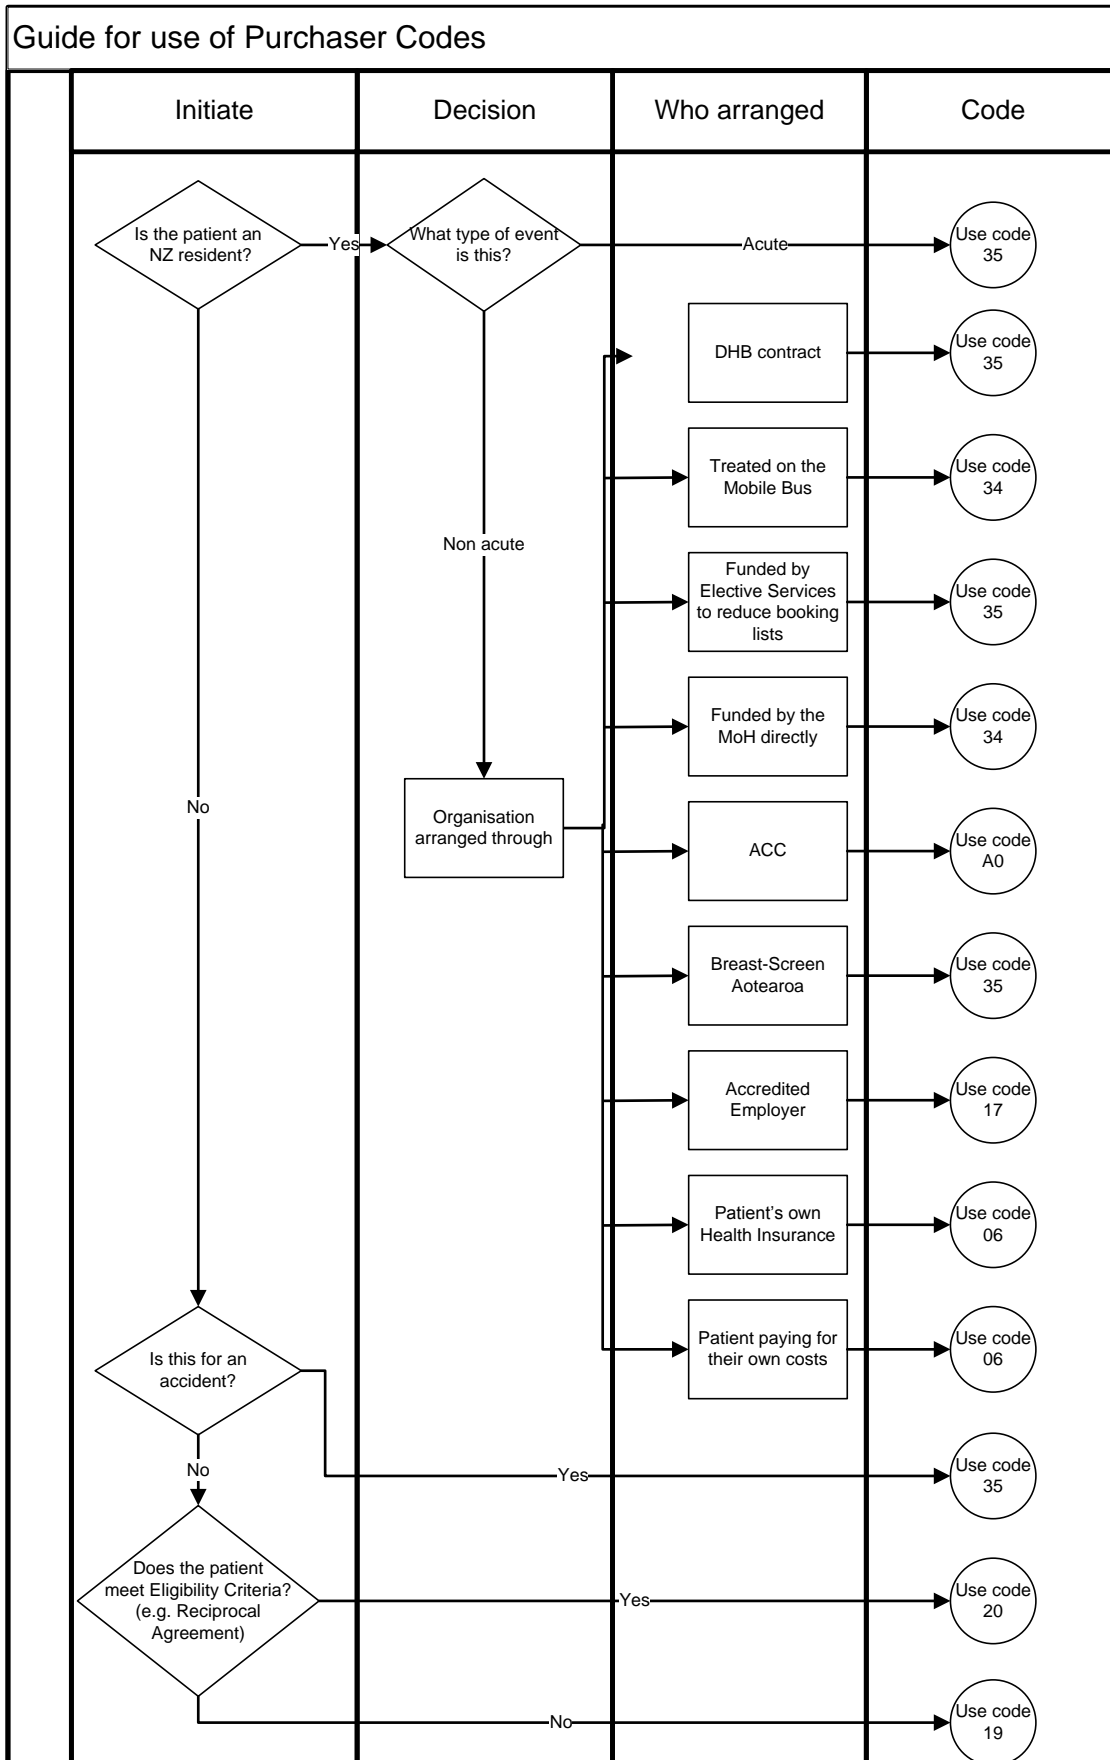 Guide for use of Purchaser Codes
Initiate
Decision
Who arranged
Code
Is the patient an
NZ resident?
Yes
What type of event
is this?
Acute
Use code
35
DHB contract
Use code
35
Treated on the
Mobile Bus
Use code
34
Non acute
Funded by
Elective Services
to reduce booking
lists
Use code
35
Funded by the
MoH directly
Use code
34
No
Organisation
arranged through
ACC
Use code
A0
Breast-Screen
Aotearoa
Use code
35
Accredited
Employer
Use code
17
Patient’s own
Health Insurance
Use code
06
Patient paying for
their own costs
Use code
06
Is this for an
accident?
Yes
Use code
35
No
Does the patient
meet Eligibility Criteria?
(e.g. Reciprocal
Agreement)
Yes
Use code
20
No
Use code
19